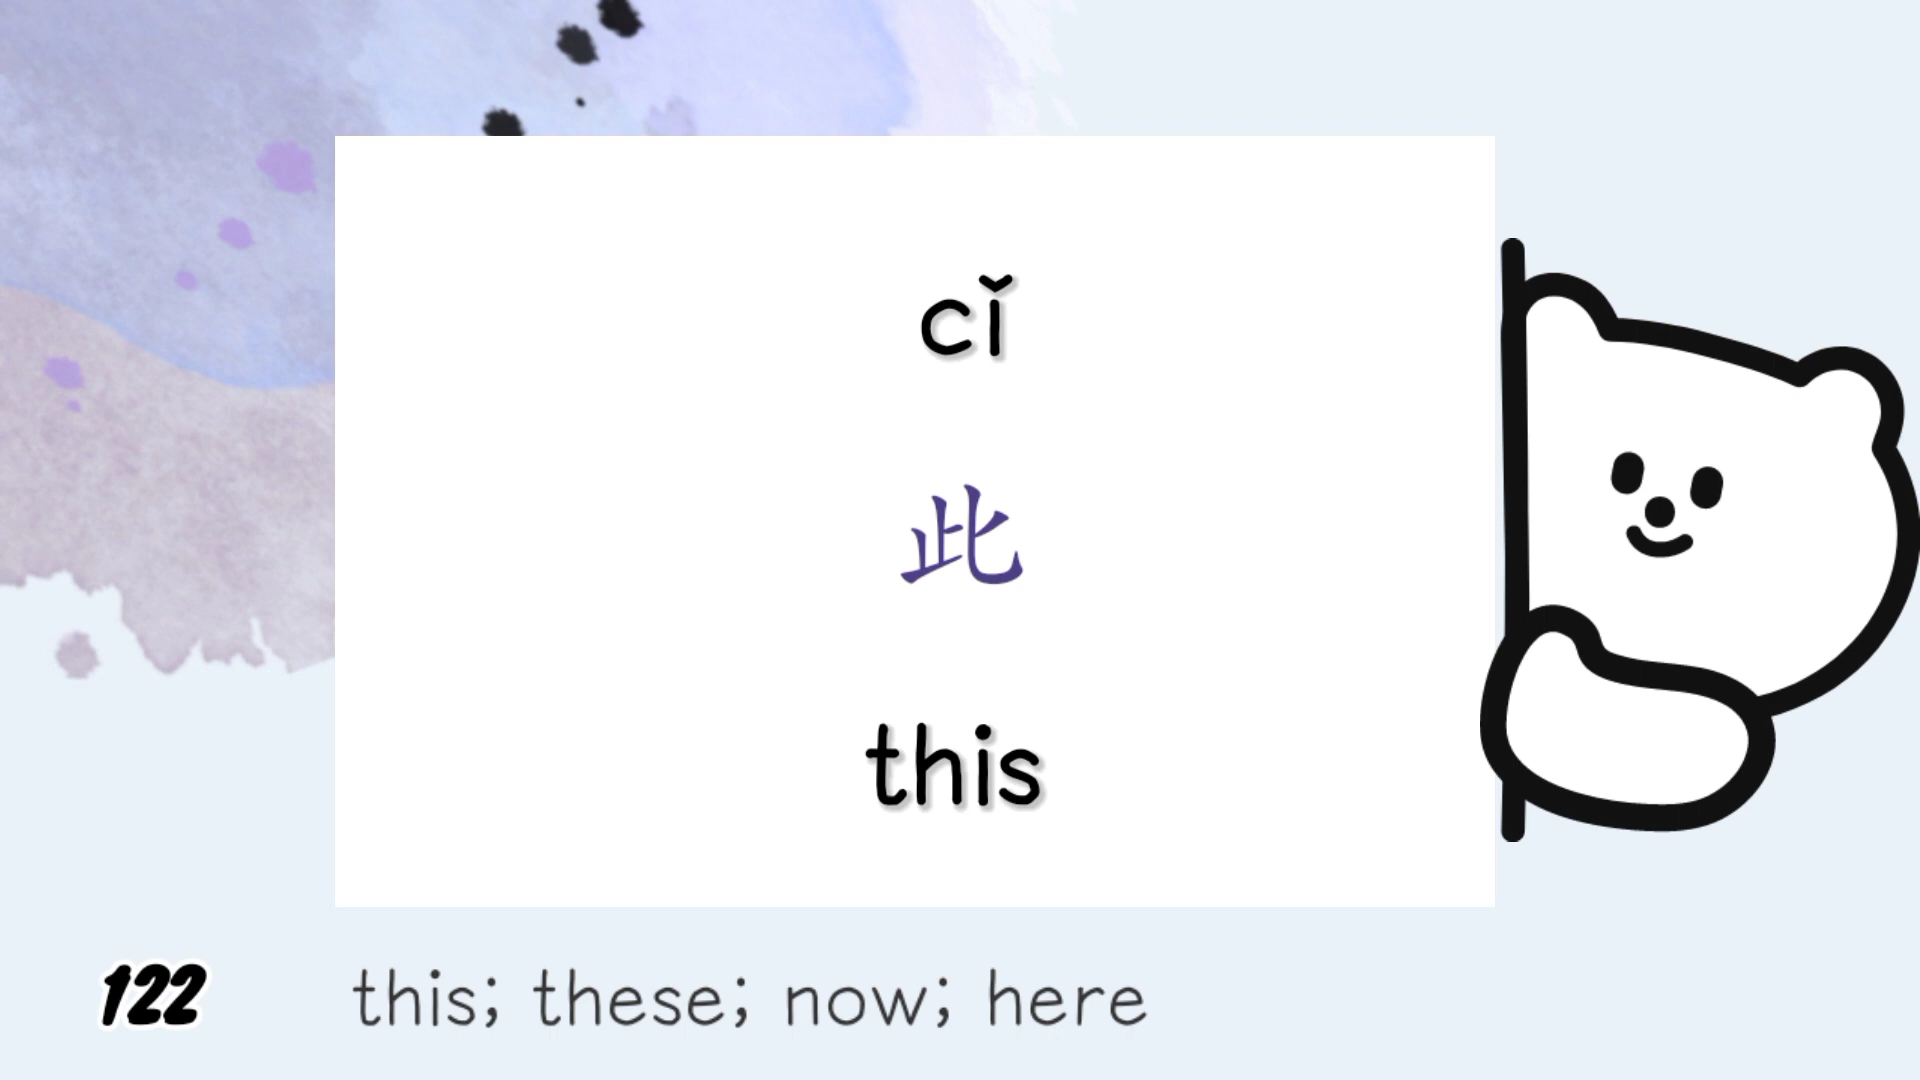 cǐ
此
this
122
this; these; now; here